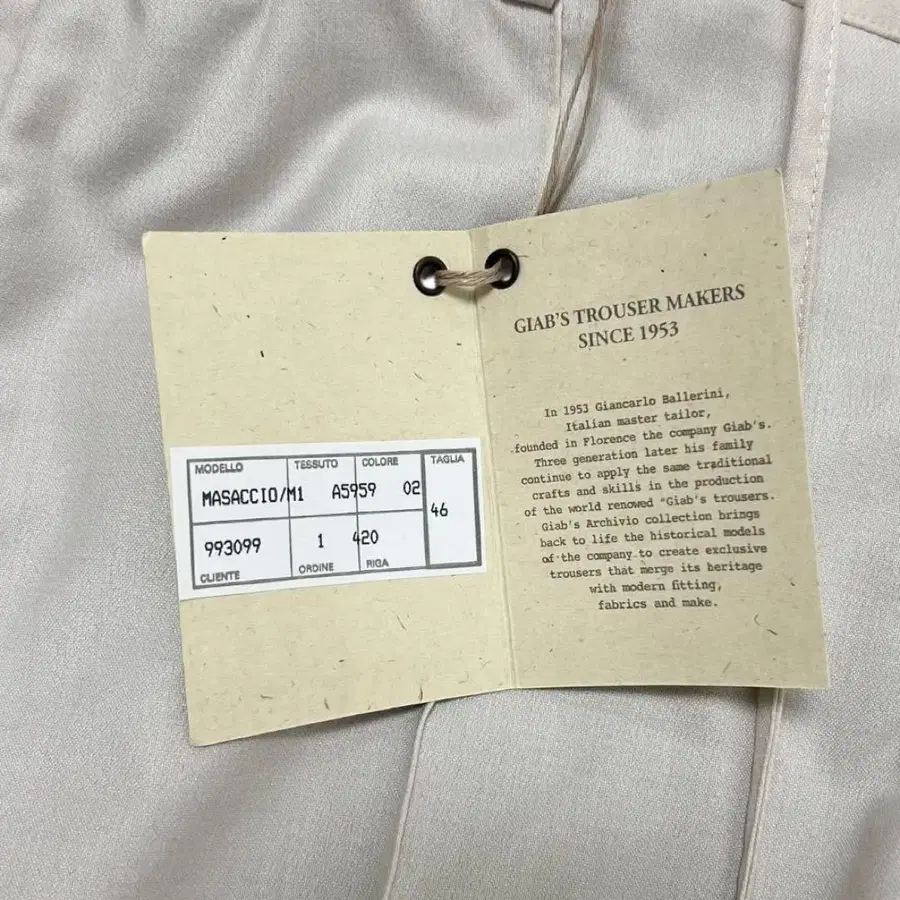 MODELLO TESSUTO COLORE TAGLIA
MASACCIO/M1 A5959 02
46
993099 1 420
CLIENTE ORDINE RIGA
GIAB'S TROUSER MAKERS
SINCE 1953
In 1953 Giancarlo Ballerini,
Italian master tailor,
founded in Florence the company Giab's.
Three generation later his family
continue to apply the same traditional
crafts and skills in the production
of the world renowed "Giab's trousers.
Giab's Archivio collection brings
back to life the historical models
of the company to create exclusive
trousers that merge its heritage
with modern fitting,
fabrics and make.